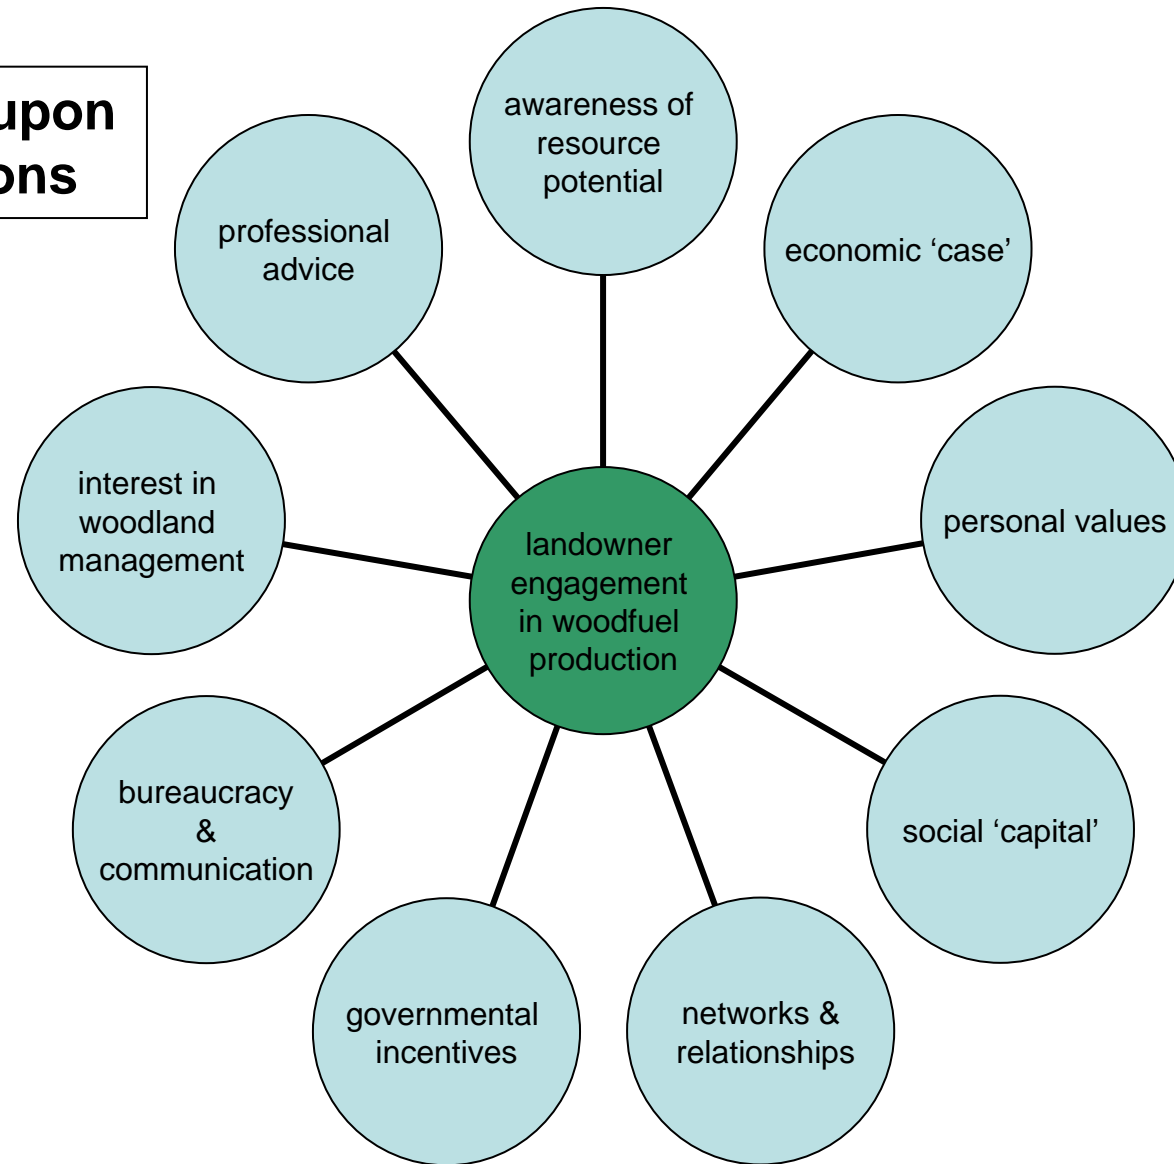 upon
ons
awareness of
resource
potential
professional
advice
economic ‘case’
interest in
woodland
management
personal values
landowner
engagement
in woodfuel
production
bureaucracy
&
communication
social ‘capital’
governmental
incentives
networks &
relationships